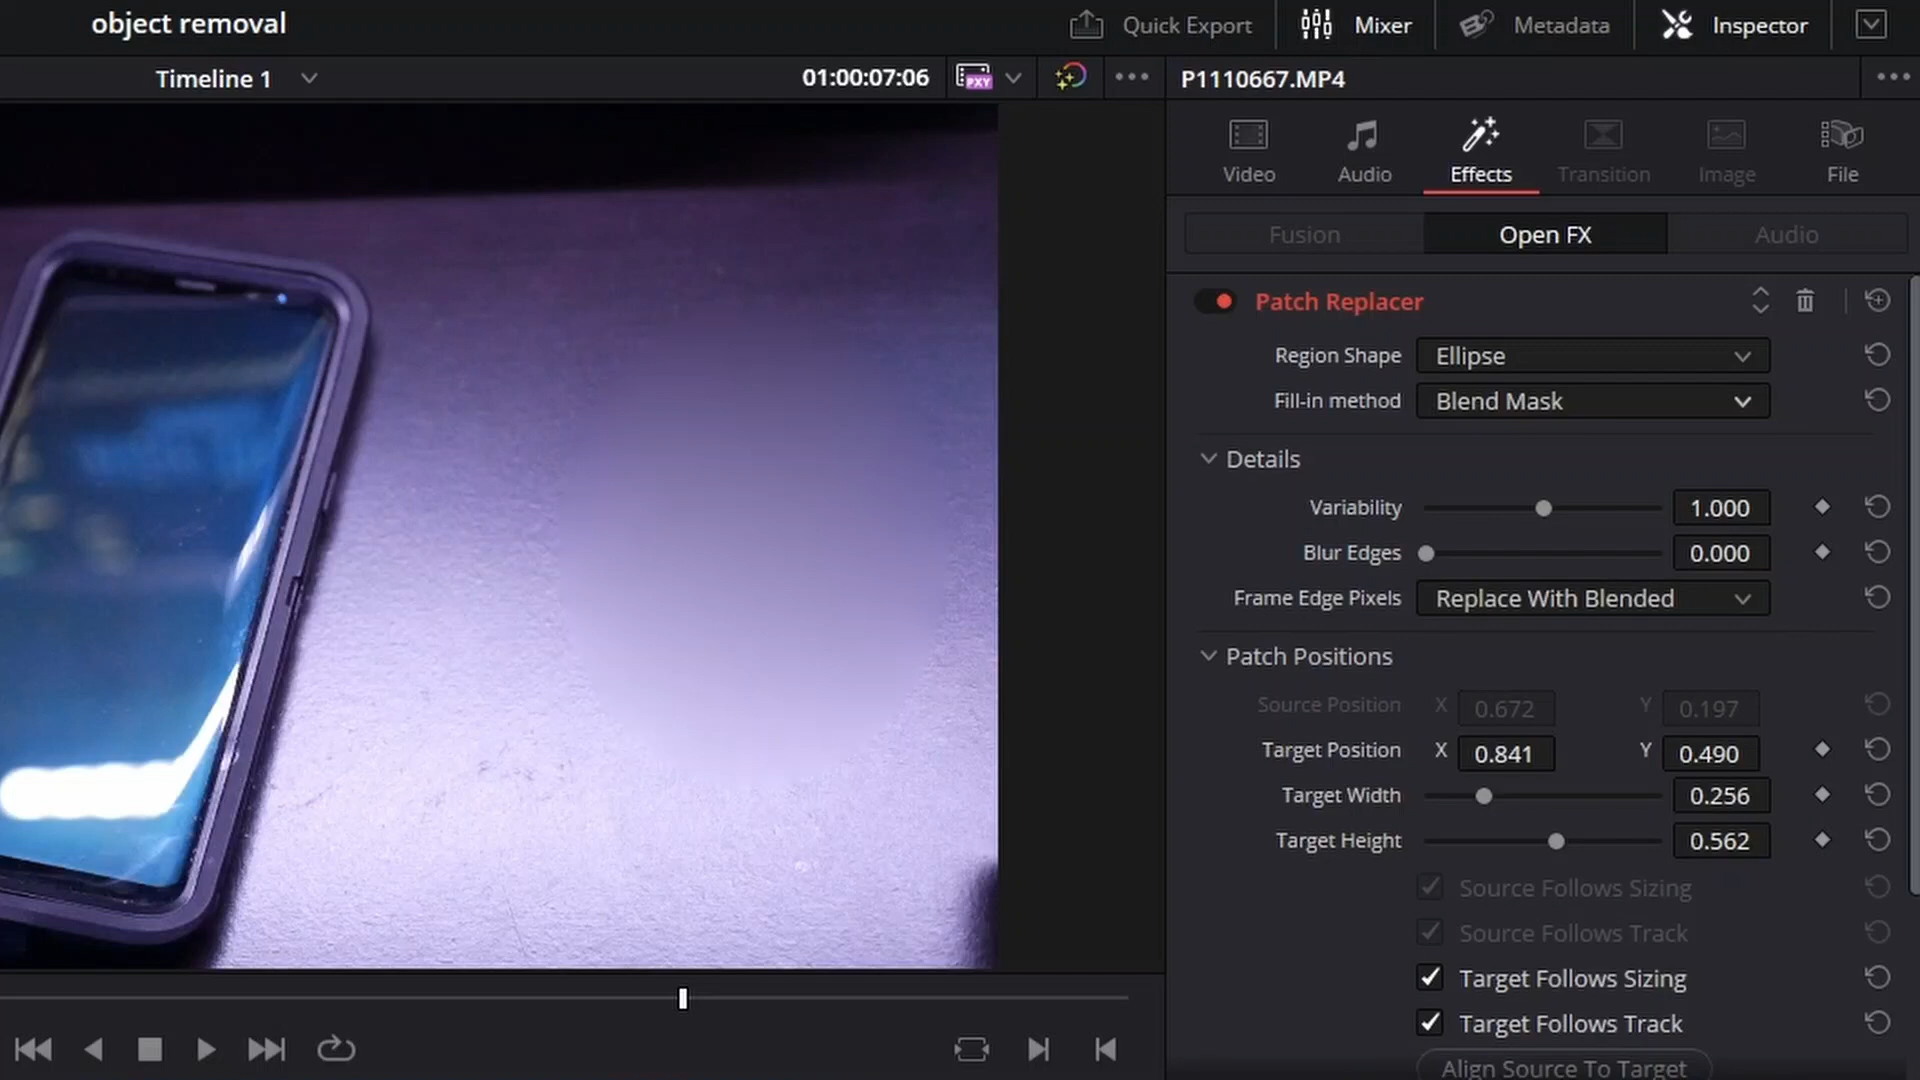 object removal
Quick Export
Mixer
Metadata
Inspector
Timeline 1
01:00:07:06
PXY
P1110667.MP4
Video
Audio
Effects
Transition
Image
File
Fusion
Open FX
Audio
Patch Replacer
Region Shape
Ellipse
Fill-in method
Blend Mask
Details
Variability
1.000
Blur Edges
0.000
Frame Edge Pixels
Replace With Blended
Patch Positions
Source Position X 0.672 Y 0.197
Target Position X 0.841 Y 0.490
Target Width
0.256
Target Height
0.562
Source Follows Sizing
Source Follows Track
Target Follows Sizing
Target Follows Track
Align Source To Target